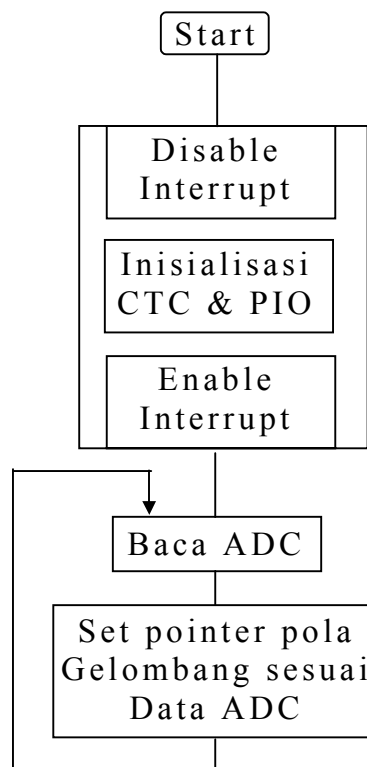 Start
Disable
Interrupt
Inisialisasi
CTC & PIO
Enable
Interrupt
Baca ADC
Set pointer pola
Gelombang sesuai
Data ADC